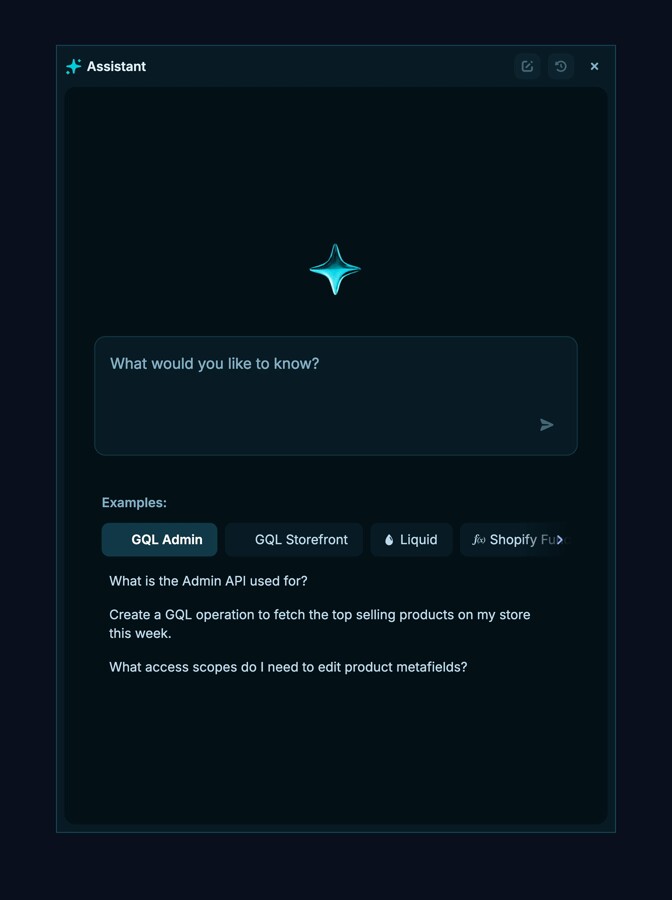 Assistant
What would you like to know?
Examples:
GQL Admin
GQL Storefront
Liquid
f(x) Shopify
What is the Admin API used for?
Create a GQL operation to fetch the top selling products on my store
this week.
What access scopes do I need to edit product metafields?